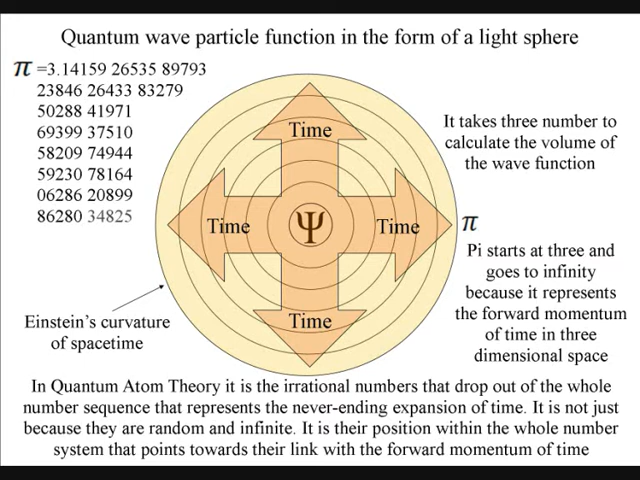 Quantum wave particle function in the form of a light sphere
π =3.14159 26535 89793
23846 26433 83279
50288 41971
69399 37510
58209 74944
59230 78164
06286 20899
86280 34825
Time
Time
Ψ
Time
Time
It takes three number to
calculate the volume of
the wave function
π
Pi starts at three and
goes to infinity
because it represents
the forward momentum
of time in three
dimensional space
Einstein's curvature
of spacetime
In Quantum Atom Theory it is the irrational numbers that drop out of the whole
number sequence that represents the never-ending expansion of time. It is not just
because they are random and infinite. It is their position within the whole number
system that points towards their link with the forward momentum of time